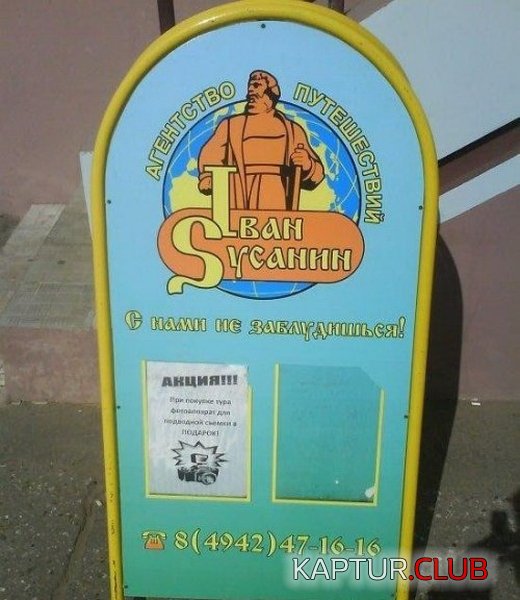 АГЕНТСТВО ПУТЕШЕСТВИЙ
Iван
Sусанин
С нами не заблудишься!
АКЦИЯ!!!
При покупке тура
фотоаппарат для
подводной съемки в
ПОДАРОК!
☎ 8(4942)47-16-16
KAPTUR.CLUB